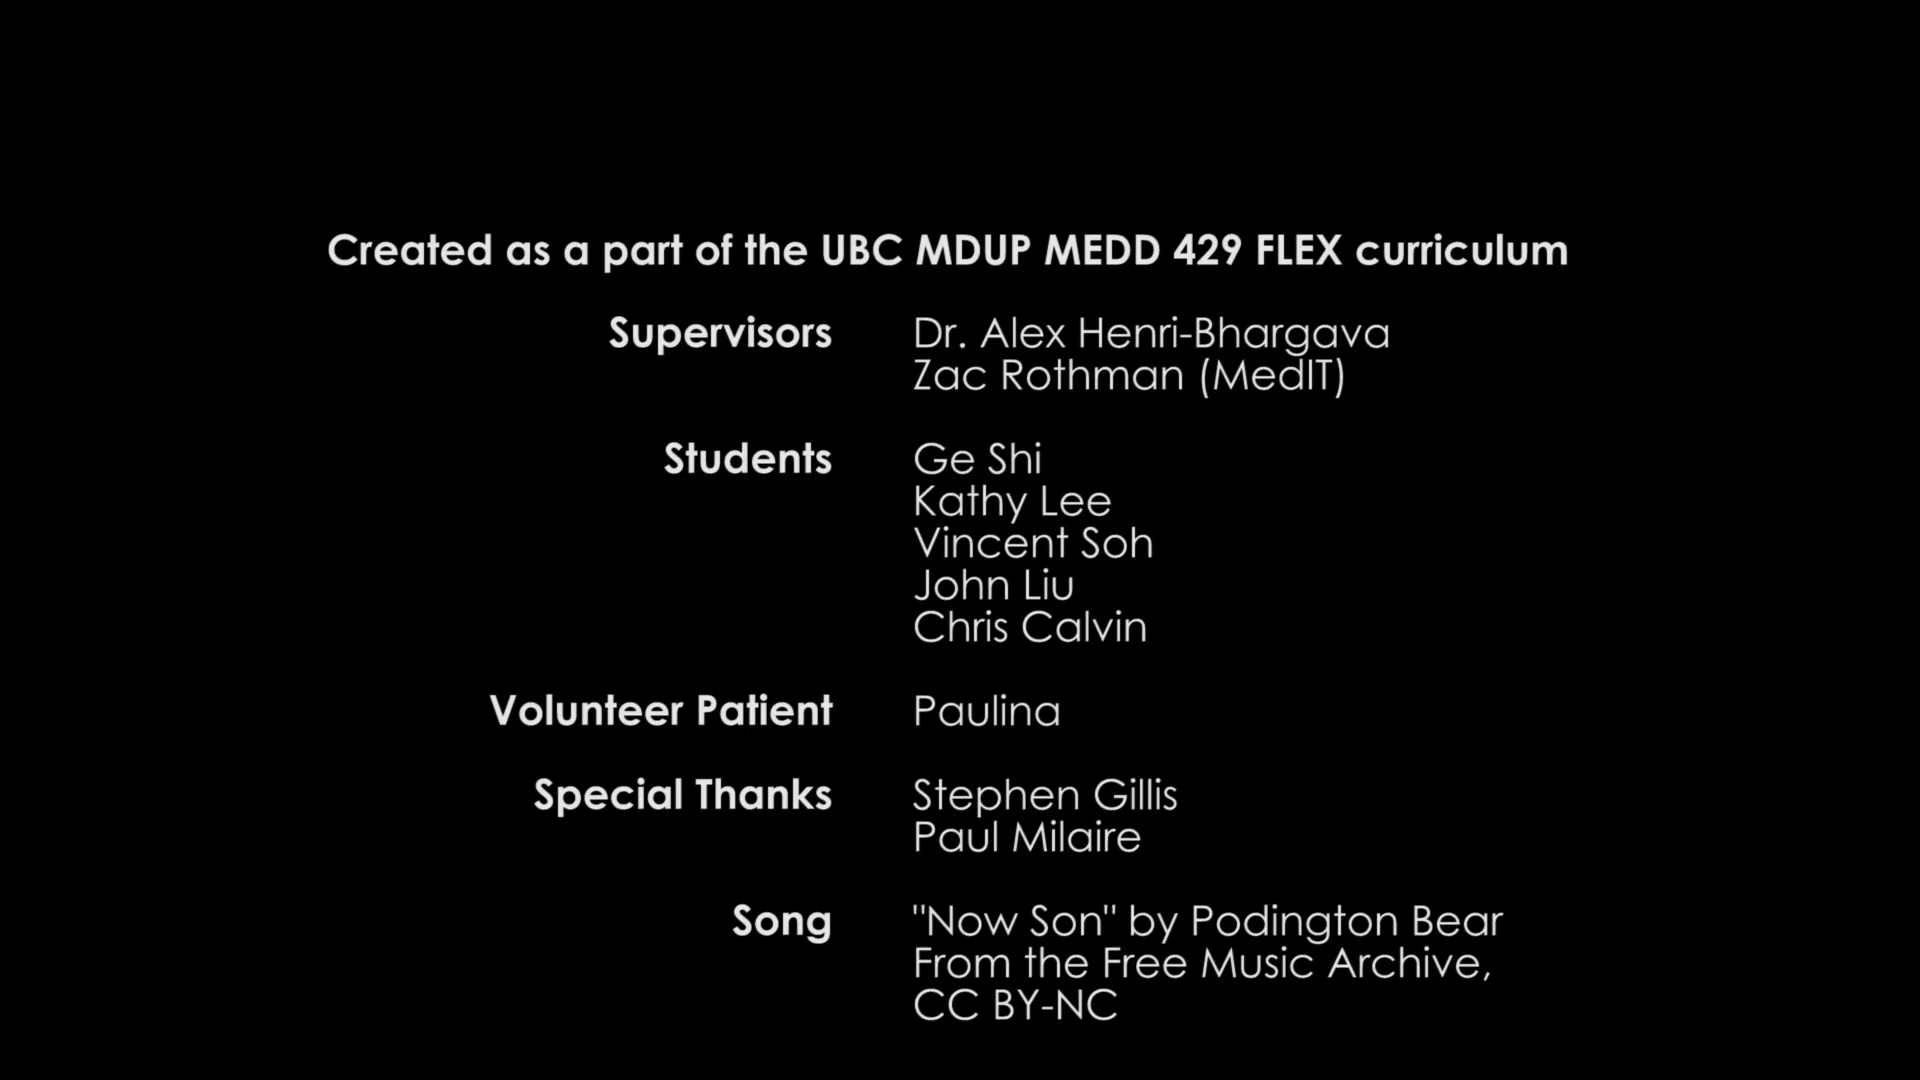 Created as a part of the UBC MDUP MEDD 429 FLEX curriculum
Supervisors Dr. Alex Henri-Bhargava
Zac Rothman (MedIT)
Students Ge Shi
Kathy Lee
Vincent Soh
John Liu
Chris Calvin
Volunteer Patient Paulina
Special Thanks Stephen Gillis
Paul Milaire
Song "Now Son" by Podington Bear
From the Free Music Archive,
CC BY-NC